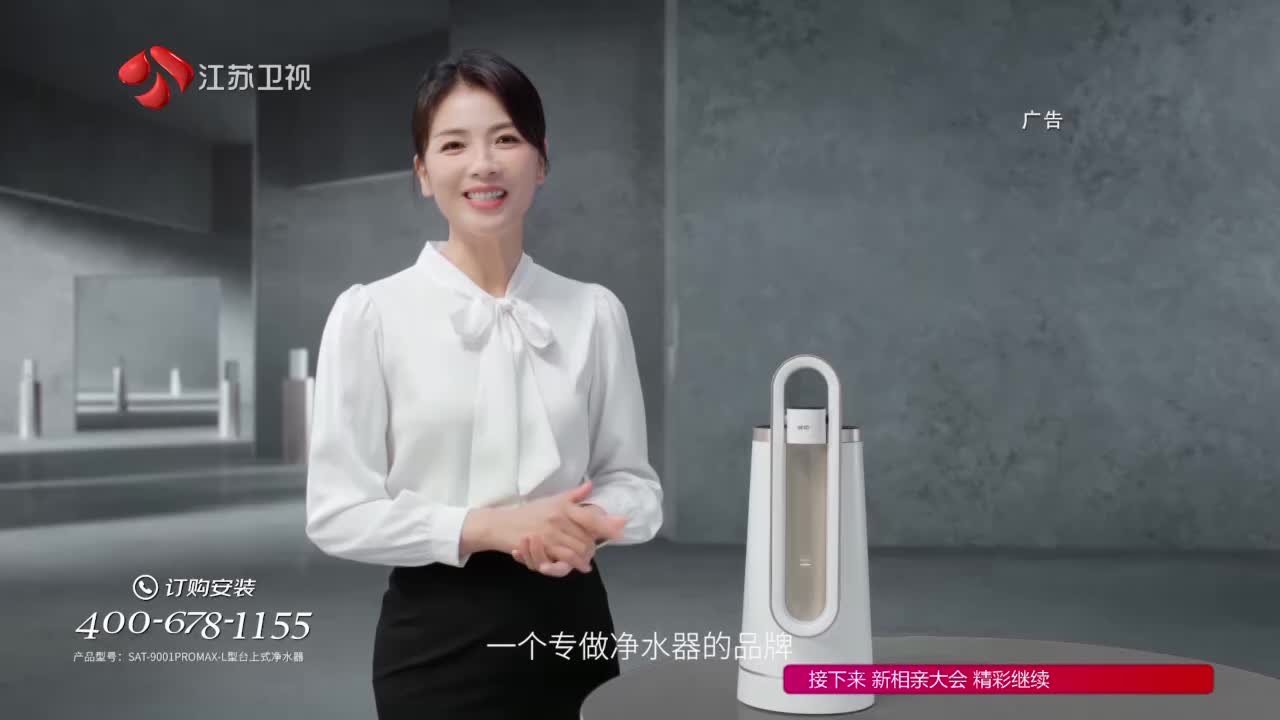 江苏卫视
广告
订购安装
400-678-1155
产品型号：SAT-9001PROMAX-L型台上式净水器
一个专做净水器的品牌
接下来 新相亲大会 精彩继续